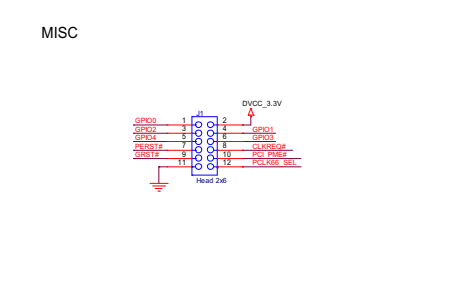 MISC
DVCC_3.3V
J1
GPIO0 1 2
GPIO2 3 4 GPIO1
GPIO4 5 6 GPIO3
PERST# 7 8 CLKREQ#
GRST# 9 10 PCI_PME#
11 12 PCLK66_SEL
Head 2x6